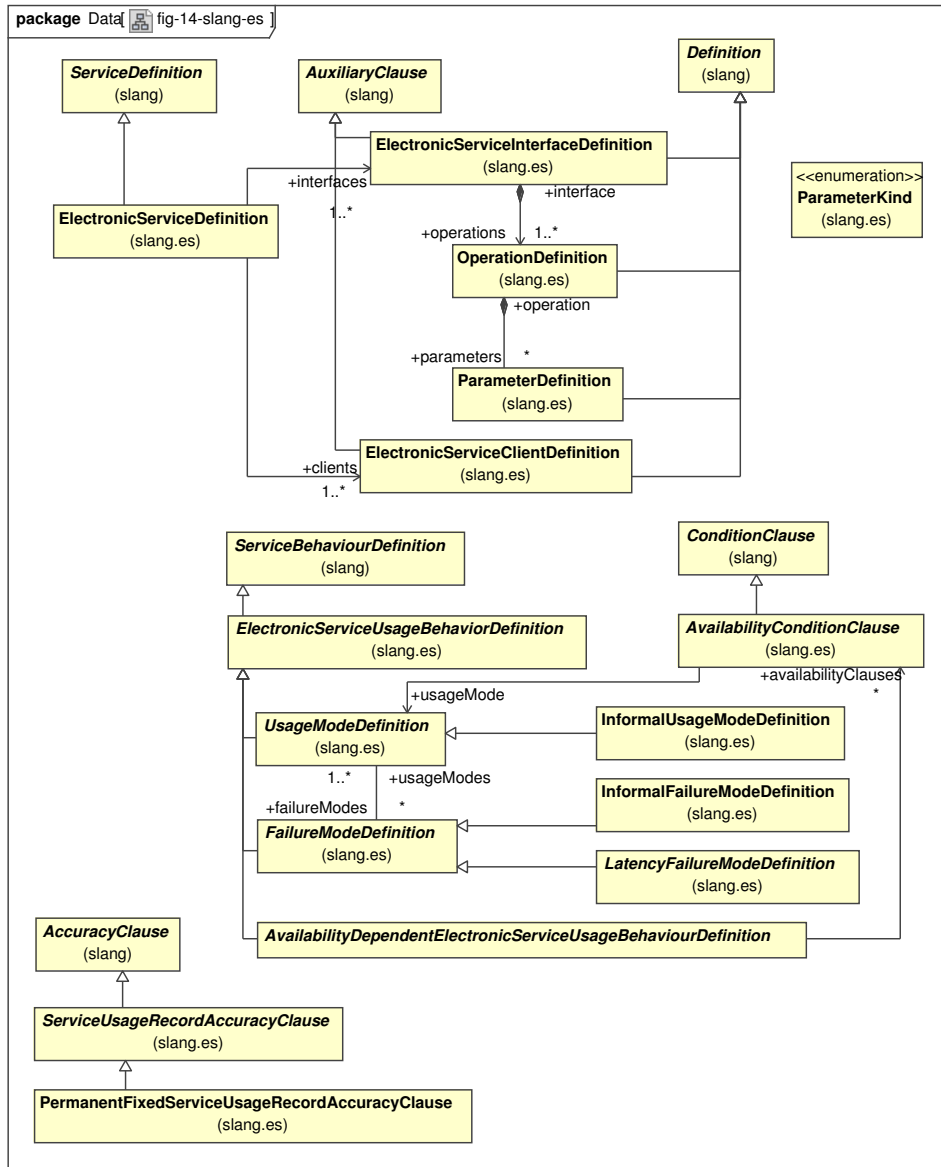 package Data[ fig-14-slang-es ]
ServiceDefinition
(slang)
AuxiliaryClause
(slang)
Definition
(slang)
ElectronicServiceInterfaceDefinition
(slang.es)
<<enumeration>>
ParameterKind
(slang.es)
+interfaces
1..*
+interface
ElectronicServiceDefinition
(slang.es)
+operations
1..*
OperationDefinition
(slang.es)
+operation
+parameters
*
ParameterDefinition
(slang.es)
ElectronicServiceClientDefinition
(slang.es)
+clients
1..*
ServiceBehaviourDefinition
(slang)
ConditionClause
(slang)
ElectronicServiceUsageBehaviorDefinition
(slang.es)
AvailabilityConditionClause
(slang.es)
+availabilityClauses
*
+usageMode
UsageModeDefinition
(slang.es)
InformalUsageModeDefinition
(slang.es)
1..*
+usageModes
+failureModes
*
InformalFailureModeDefinition
(slang.es)
FailureModeDefinition
(slang.es)
LatencyFailureModeDefinition
(slang.es)
AvailabilityDependentElectronicServiceUsageBehaviourDefinition
AccuracyClause
(slang)
ServiceUsageRecordAccuracyClause
(slang.es)
PermanentFixedServiceUsageRecordAccuracyClause
(slang.es)